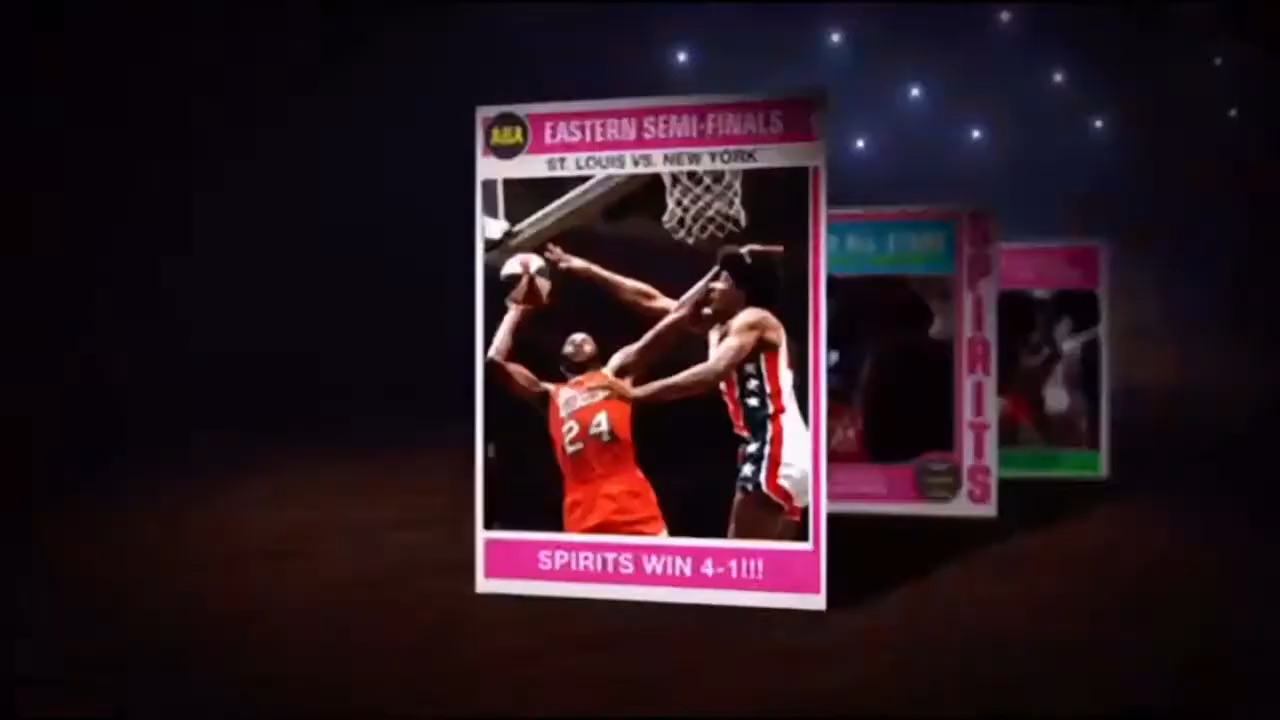 ABA
EASTERN SEMI-FINALS
ST. LOUIS VS. NEW YORK
24
SPIRITS WIN 4-1!!!
SPIRITS